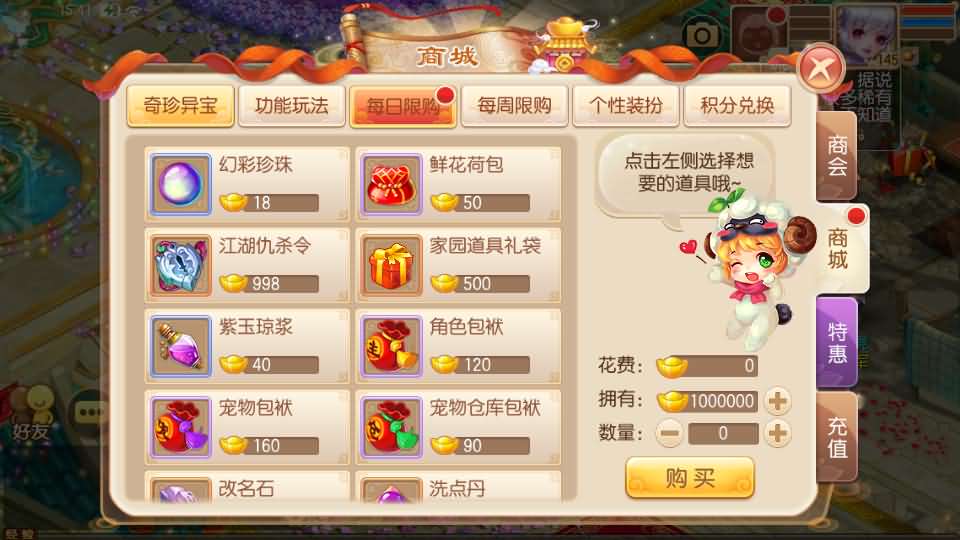 15:41
商城
145
据说
多稀有
知道
奇珍异宝
功能玩法
每日限购
每周限购
个性装扮
积分兑换
幻彩珍珠
18
鲜花荷包
50
江湖仇杀令
998
家园道具礼袋
500
紫玉琼浆
40
角色包袱
120
宠物包袱
160
宠物仓库包袱
90
改名石
洗点丹
点击左侧选择想
要的道具哦~
花费：
0
拥有：
1000000
数量：
0
购买
商会
商城
特惠
充值
好友